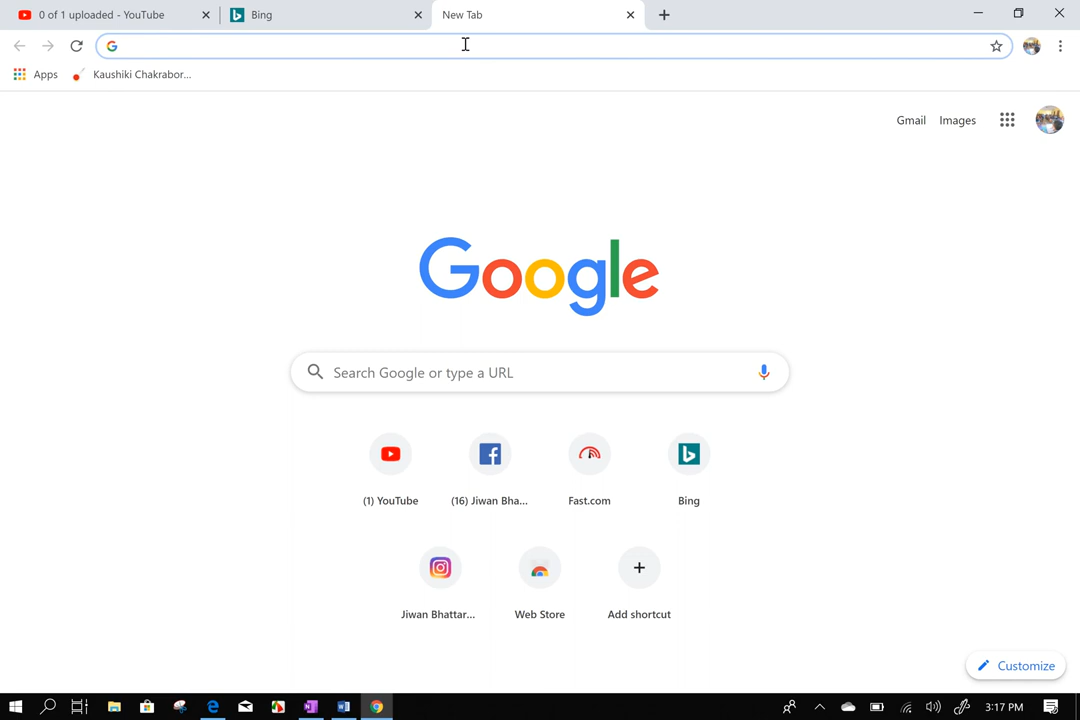 0 of 1 uploaded - YouTube
Bing
New Tab
Apps
Kaushiki Chakrabor...
Gmail
Images
Google
Search Google or type a URL
(1) YouTube
(16) Jiwan Bha...
Fast.com
Bing
Jiwan Bhattar...
Web Store
Add shortcut
Customize
3:17 PM